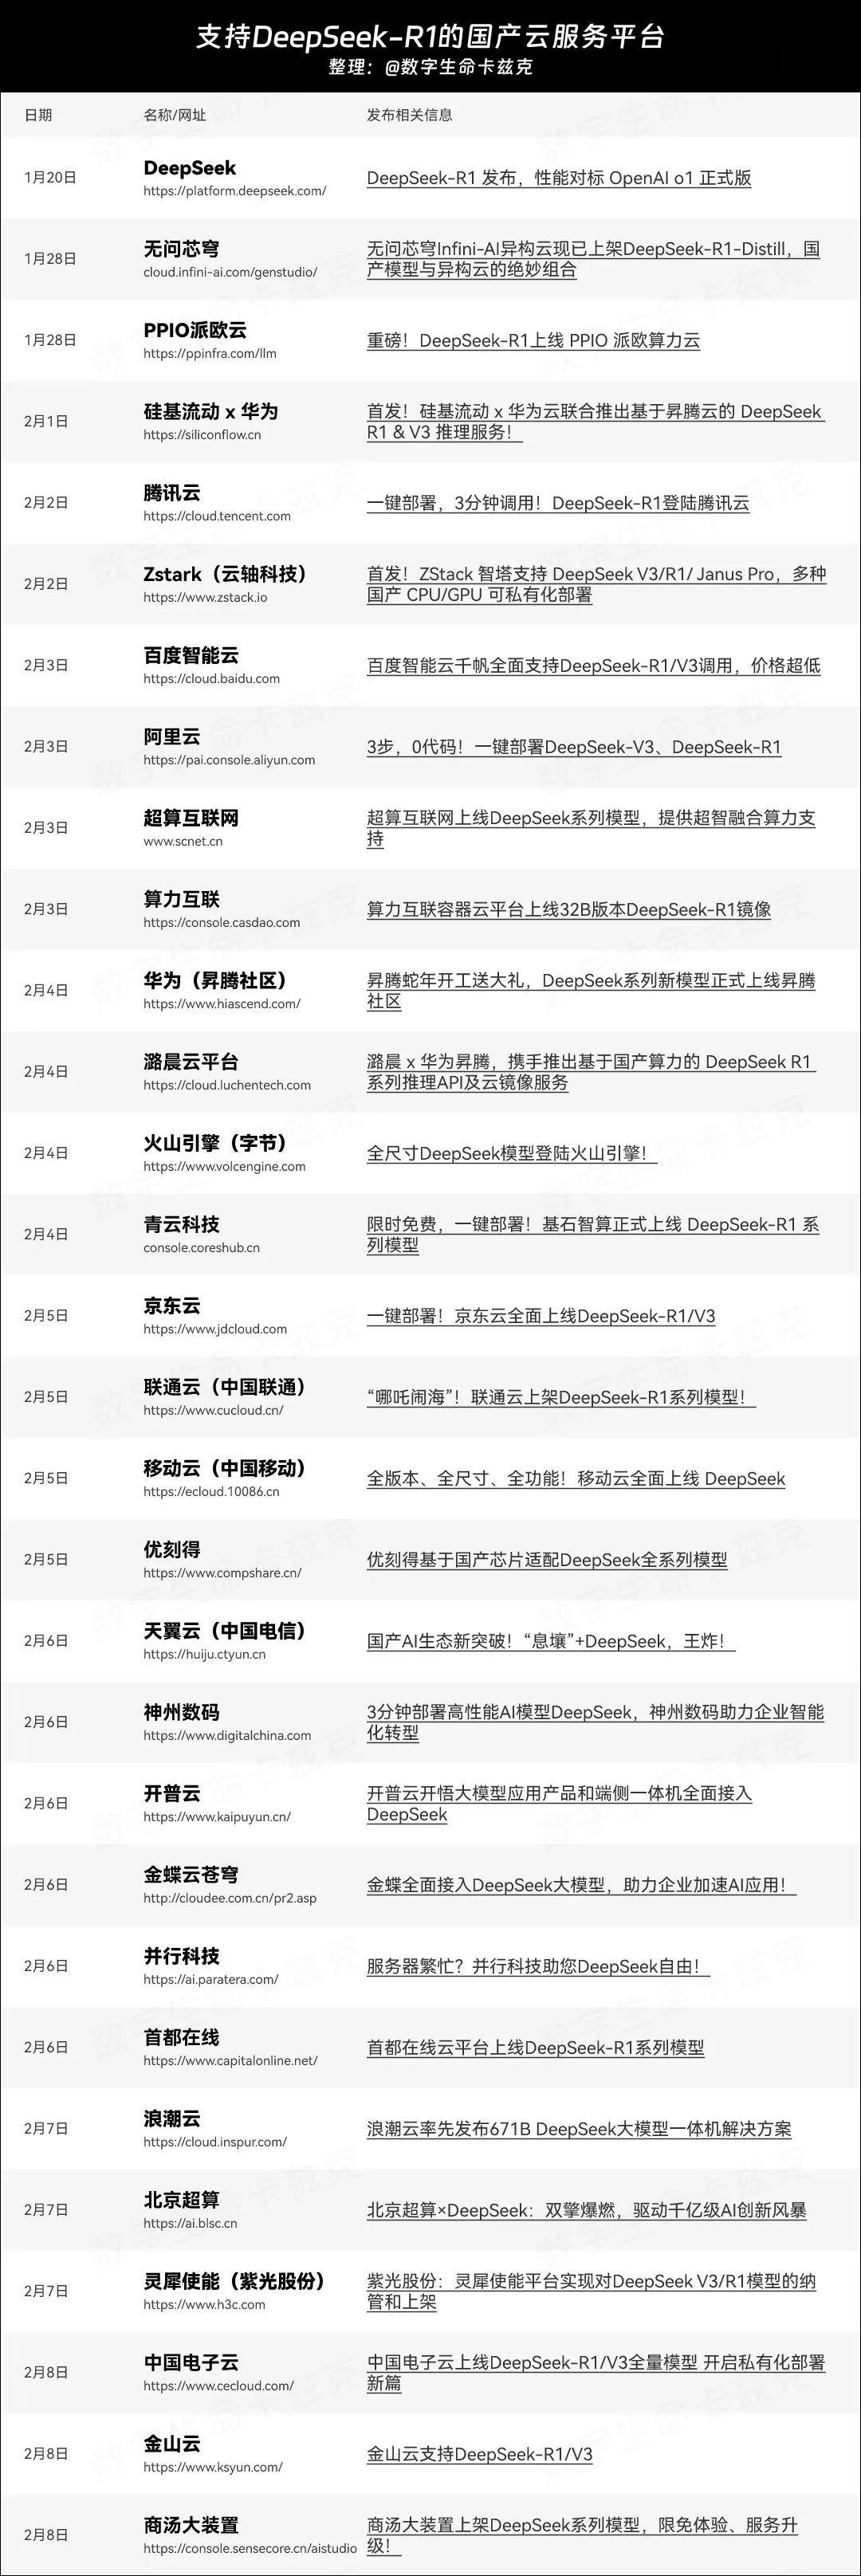 支持DeepSeek-R1的国产云服务平台
整理：@数字生命卡兹克
日期 名称/网址 发布相关信息
1月20日
DeepSeek
https://platform.deepseek.com/
DeepSeek-R1 发布，性能对标 OpenAI o1 正式版
1月28日
无问芯穹
cloud.infini-ai.com/genstudio/
无问芯穹Infini-AI异构云现已上架DeepSeek-R1-Distill，国
产模型与异构云的绝妙组合
1月28日
PPIO派欧云
https://ppinfra.com/llm
重磅！DeepSeek-R1上线 PPIO 派欧算力云
2月1日
硅基流动 x 华为
https://siliconflow.cn
首发！硅基流动 x 华为云联合推出基于昇腾云的 DeepSeek
R1 & V3 推理服务！
2月2日
腾讯云
https://cloud.tencent.com
一键部署，3分钟调用！DeepSeek-R1登陆腾讯云
2月2日
Zstark（云轴科技）
https://www.zstack.io
首发！ZStack 智塔支持 DeepSeek V3/R1/ Janus Pro，多种
国产 CPU/GPU 可私有化部署
2月3日
百度智能云
https://cloud.baidu.com
百度智能云千帆全面支持DeepSeek-R1/V3调用，价格超低
2月3日
阿里云
https://pai.console.aliyun.com
3步，0代码！一键部署DeepSeek-V3、DeepSeek-R1
2月3日
超算互联网
www.scnet.cn
超算互联网上线DeepSeek系列模型，提供超智融合算力支
持
2月3日
算力互联
https://console.casdao.com
算力互联容器云平台上线32B版本DeepSeek-R1镜像
2月4日
华为（昇腾社区）
https://www.hiascend.com/
昇腾蛇年开工送大礼，DeepSeek系列新模型正式上线昇腾
社区
2月4日
潞晨云平台
https://cloud.luchentech.com
潞晨 x 华为昇腾，携手推出基于国产算力的 DeepSeek R1
系列推理API及云镜像服务
2月4日
火山引擎（字节）
https://www.volcengine.com
全尺寸DeepSeek模型登陆火山引擎！
2月4日
青云科技
console.coreshub.cn
限时免费，一键部署！基石智算正式上线 DeepSeek-R1 系
列模型
2月5日
京东云
https://www.jdcloud.com
一键部署！京东云全面上线DeepSeek-R1/V3
2月5日
联通云（中国联通）
https://www.cucloud.cn/
“哪吒闹海”！联通云上架DeepSeek-R1系列模型！
2月5日
移动云（中国移动）
https://ecloud.10086.cn
全版本、全尺寸、全功能！移动云全面上线 DeepSeek
2月5日
优刻得
https://www.compshare.cn/
优刻得基于国产芯片适配DeepSeek全系列模型
2月6日
天翼云（中国电信）
https://huiju.ctyun.cn
国产AI生态新突破！“息壤”+DeepSeek，王炸！
2月6日
神州数码
https://www.digitalchina.com
3分钟部署高性能AI模型DeepSeek，神州数码助力企业智能
化转型
2月6日
开普云
https://www.kaipuyun.cn/
开普云开悟大模型应用产品和端侧一体机全面接入
DeepSeek
2月6日
金蝶云苍穹
http://cloudee.com.cn/pr2.asp
金蝶全面接入DeepSeek大模型，助力企业加速AI应用！
2月6日
并行科技
https://ai.paratera.com/
服务器繁忙？并行科技助您DeepSeek自由！
2月6日
首都在线
https://www.capitalonline.net/
首都在线云平台上线DeepSeek-R1系列模型
2月7日
浪潮云
https://cloud.inspur.com/
浪潮云率先发布671B DeepSeek大模型一体机解决方案
2月7日
北京超算
https://ai.blsc.cn
北京超算×DeepSeek：双擎爆燃，驱动千亿级AI创新风暴
2月7日
灵犀使能（紫光股份）
https://www.h3c.com
紫光股份：灵犀使能平台实现对DeepSeek V3/R1模型的纳
管和上架
2月8日
中国电子云
https://www.cecloud.com/
中国电子云上线DeepSeek-R1/V3全量模型 开启私有化部署
新篇
2月8日
金山云
https://www.ksyun.com/
金山云支持DeepSeek-R1/V3
2月8日
商汤大装置
https://console.sensecore.cn/aistudio
商汤大装置上架DeepSeek系列模型，限免体验、服务升
级！